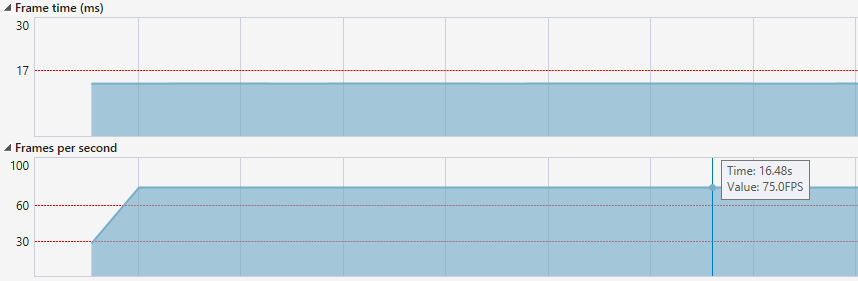 Frame time (ms)
30
17
Frames per second
100
Time: 16.48s
Value: 75.0FPS
60
30